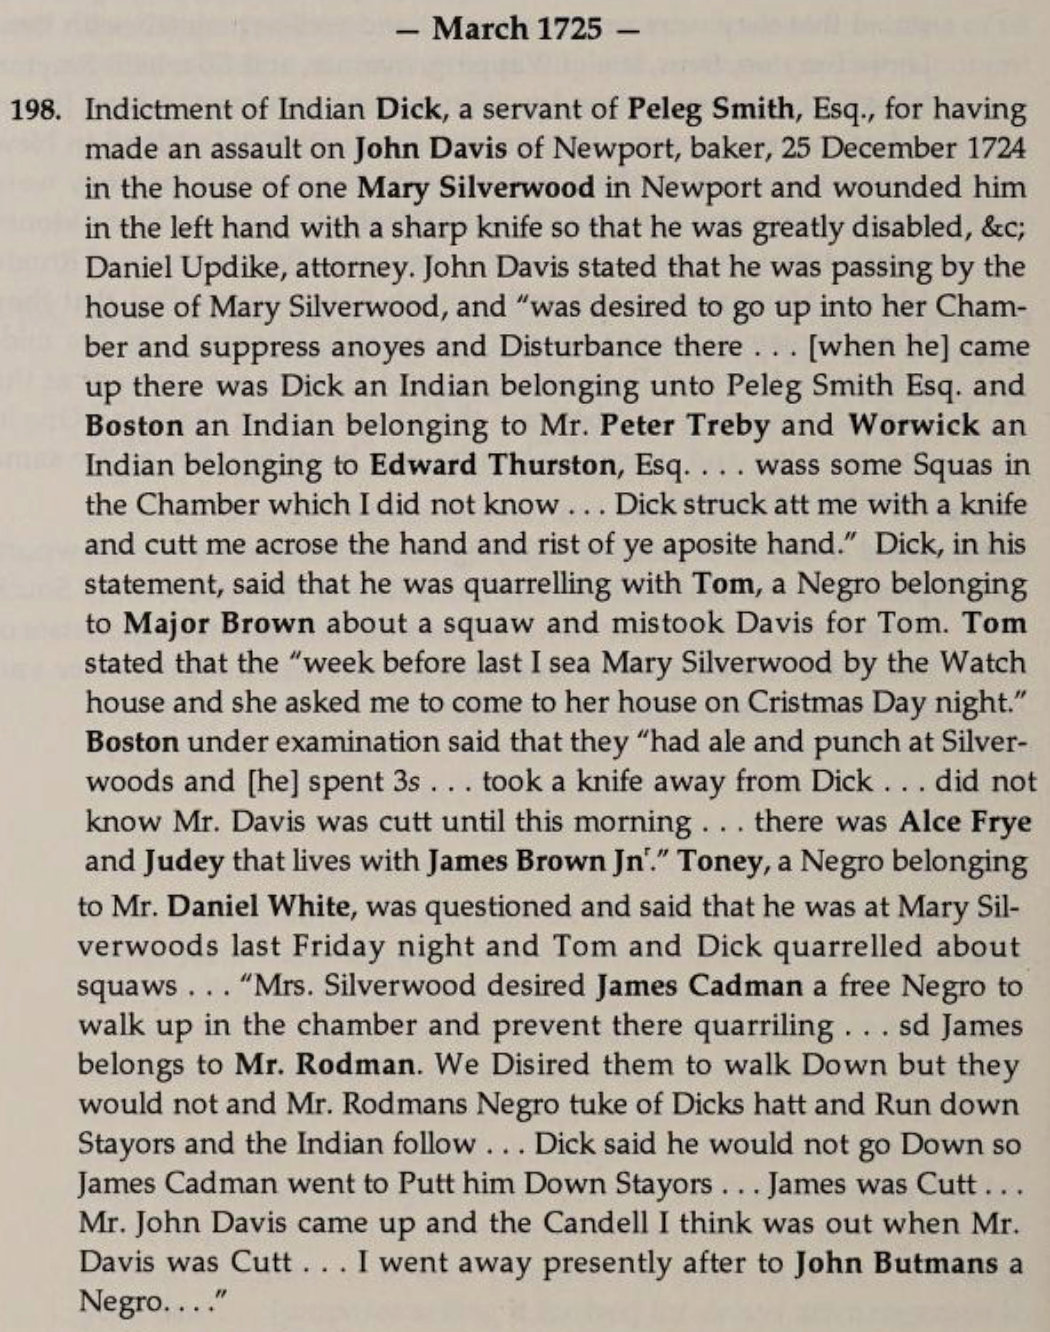 – March 1725 –
198. Indictment of Indian Dick, a servant of Peleg Smith, Esq., for having
made an assault on John Davis of Newport, baker, 25 December 1724
in the house of one Mary Silverwood in Newport and wounded him
in the left hand with a sharp knife so that he was greatly disabled, &c;
Daniel Updike, attorney. John Davis stated that he was passing by the
house of Mary Silverwood, and "was desired to go up into her Cham-
ber and suppress anoyes and Disturbance there . . . [when he] came
up there was Dick an Indian belonging unto Peleg Smith Esq. and
Boston an Indian belonging to Mr. Peter Treby and Worwick an
Indian belonging to Edward Thurston, Esq. . . . wass some Squas in
the Chamber which I did not know . . . Dick struck att me with a knife
and cutt me acrose the hand and rist of ye aposite hand." Dick, in his
statement, said that he was quarrelling with Tom, a Negro belonging
to Major Brown about a squaw and mistook Davis for Tom. Tom
stated that the "week before last I sea Mary Silverwood by the Watch
house and she asked me to come to her house on Cristmas Day night."
Boston under examination said that they "had ale and punch at Silver-
woods and [he] spent 3s . . . took a knife away from Dick . . . did not
know Mr. Davis was cutt until this morning . . . there was Alce Frye
and Judey that lives with James Brown Jnʳ." Toney, a Negro belonging
to Mr. Daniel White, was questioned and said that he was at Mary Sil-
verwoods last Friday night and Tom and Dick quarrelled about
squaws . . . "Mrs. Silverwood desired James Cadman a free Negro to
walk up in the chamber and prevent there quarriling . . . sd James
belongs to Mr. Rodman. We Disired them to walk Down but they
would not and Mr. Rodmans Negro tuke of Dicks hatt and Run down
Stayors and the Indian follow . . . Dick said he would not go Down so
James Cadman went to Putt him Down Stayors . . . James was Cutt . . .
Mr. John Davis came up and the Candell I think was out when Mr.
Davis was Cutt . . . I went away presently after to John Butmans a
Negro. . . ."